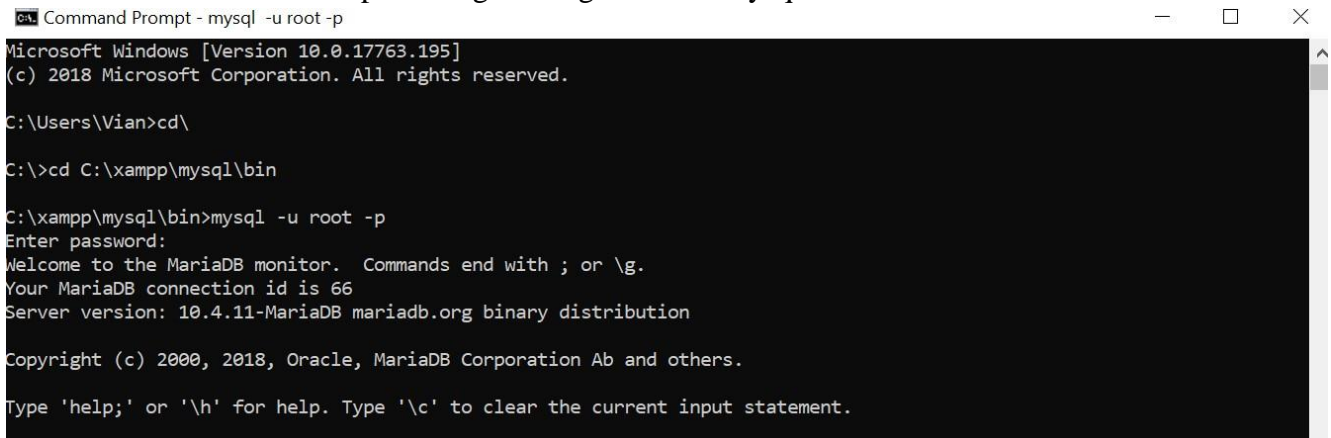 Command Prompt - mysql -u root -p
Microsoft Windows [Version 10.0.17763.195]
(c) 2018 Microsoft Corporation. All rights reserved.
C:\Users\Vian>cd\
C:\>cd C:\xampp\mysql\bin
C:\xampp\mysql\bin>mysql -u root -p
Enter password:
Welcome to the MariaDB monitor.  Commands end with ; or \g.
Your MariaDB connection id is 66
Server version: 10.4.11-MariaDB mariadb.org binary distribution
Copyright (c) 2000, 2018, Oracle, MariaDB Corporation Ab and others.
Type 'help;' or '\h' for help. Type '\c' to clear the current input statement.